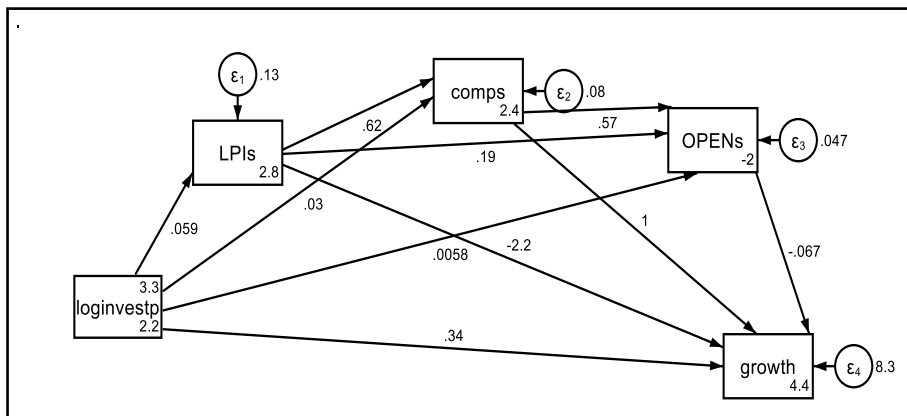 ε1 .13
comps
2.4
ε2 .08
.62
.57
LPIs
2.8
OPENs
-2
ε3 .047
.19
.03
.059
1
-2.2
.0058
-.067
3.3
loginvestp
2.2
.34
growth
4.4
ε4 8.3